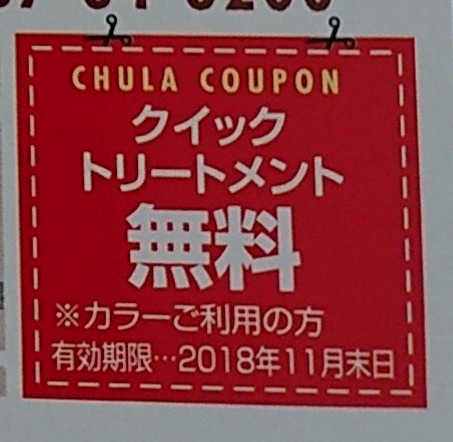 CHULA COUPON
クイック
トリートメント
無料
※カラーご利用の方
有効期限…2018年11月末日